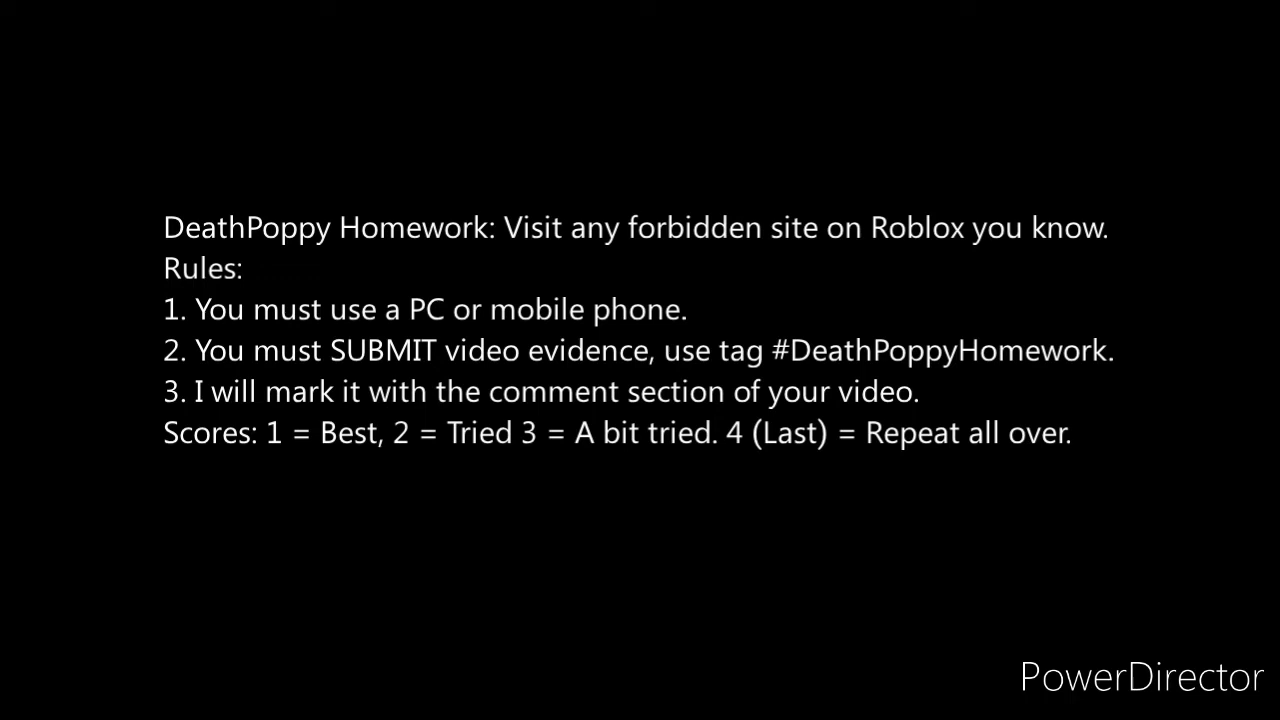 DeathPoppy Homework: Visit any forbidden site on Roblox you know.
Rules:
1. You must use a PC or mobile phone.
2. You must SUBMIT video evidence, use tag #DeathPoppyHomework.
3. I will mark it with the comment section of your video.
Scores: 1 = Best, 2 = Tried 3 = A bit tried. 4 (Last) = Repeat all over.
PowerDirector